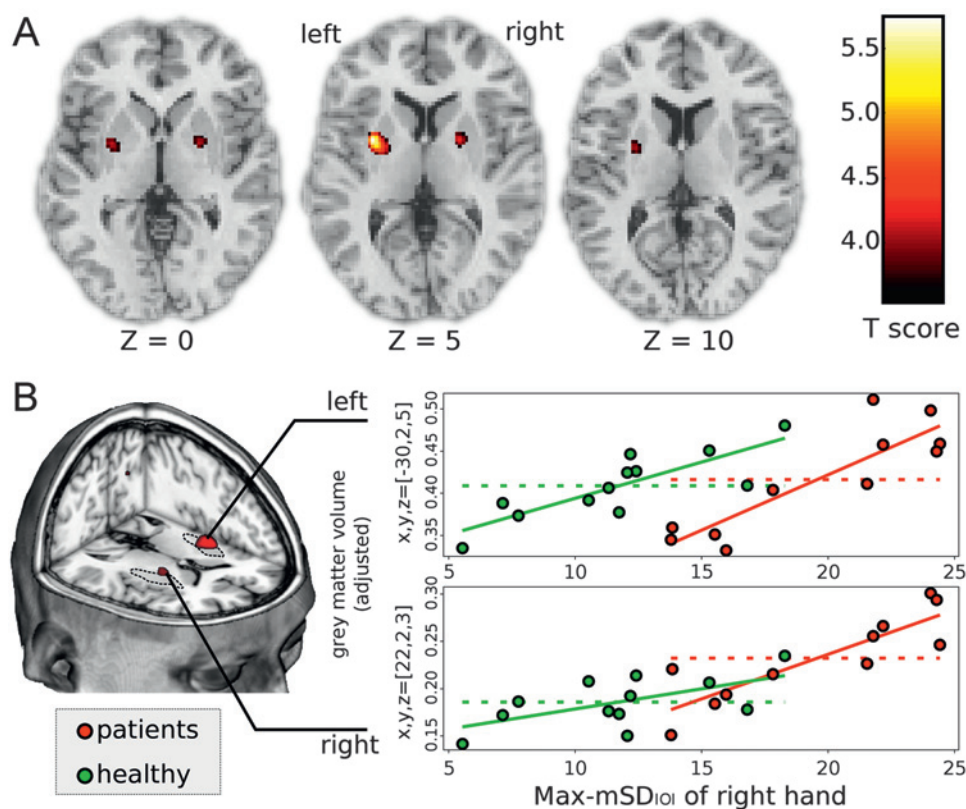 A
left
right
Z = 0
Z = 5
Z = 10
5.5
5.0
4.5
4.0
T score
B
left
right
grey matter volume
(adjusted)
x,y,z=[-30,2,5]
0.50
0.45
0.40
0.35
5
10
15
20
25
x,y,z=[22,2,3]
0.30
0.25
0.20
0.15
5
10
15
20
25
Max-mSDIOI of right hand
patients
healthy